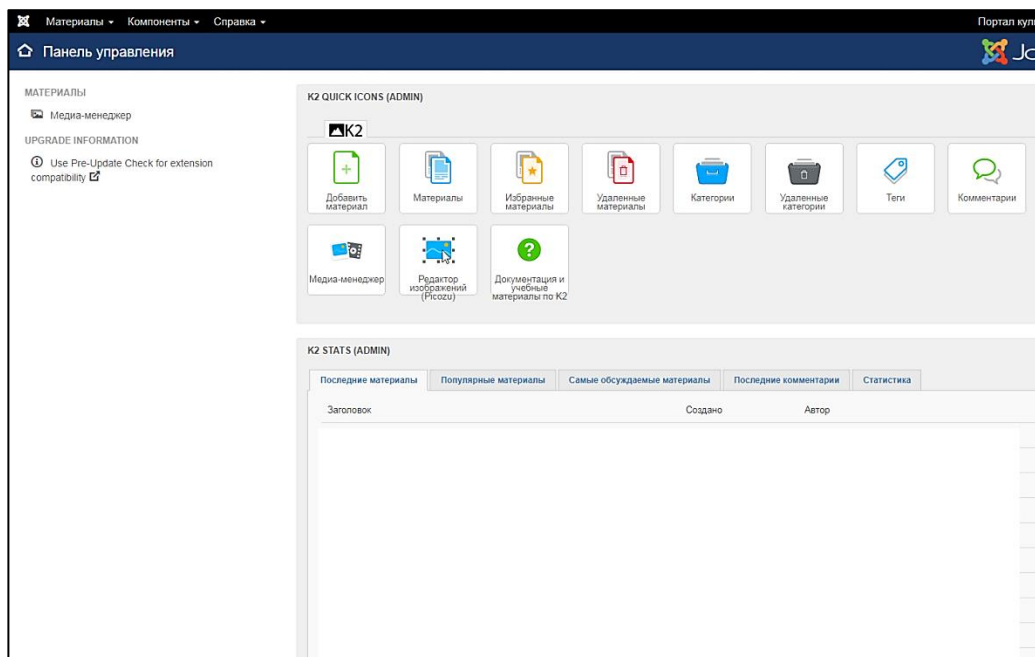 Материалы Компоненты Справка Портал
Панель управления
МАТЕРИАЛЫ
Медиа-менеджер
UPGRADE INFORMATION
Use Pre-Update Check for extension
compatibility
K2 QUICK ICONS (ADMIN)
K2
Добавить
материал
Материалы
Избранные
материалы
Удаленные
материалы
Категории
Удаленные
категории
Теги
Комментарии
Медиа-менеджер
Редактор
изображений
(Picozu)
Документация и
учебные
материалы по K2
K2 STATS (ADMIN)
Последние материалы Популярные материалы Самые обсуждаемые материалы Последние комментарии Статистика
Заголовок Создано Автор